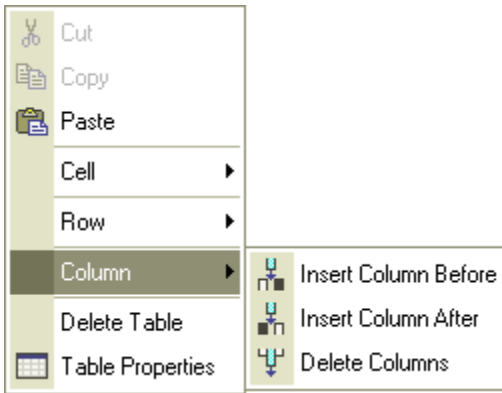 Cut
Copy
Paste
Cell
Row
Column
Delete Table
Table Properties
Insert Column Before
Insert Column After
Delete Columns